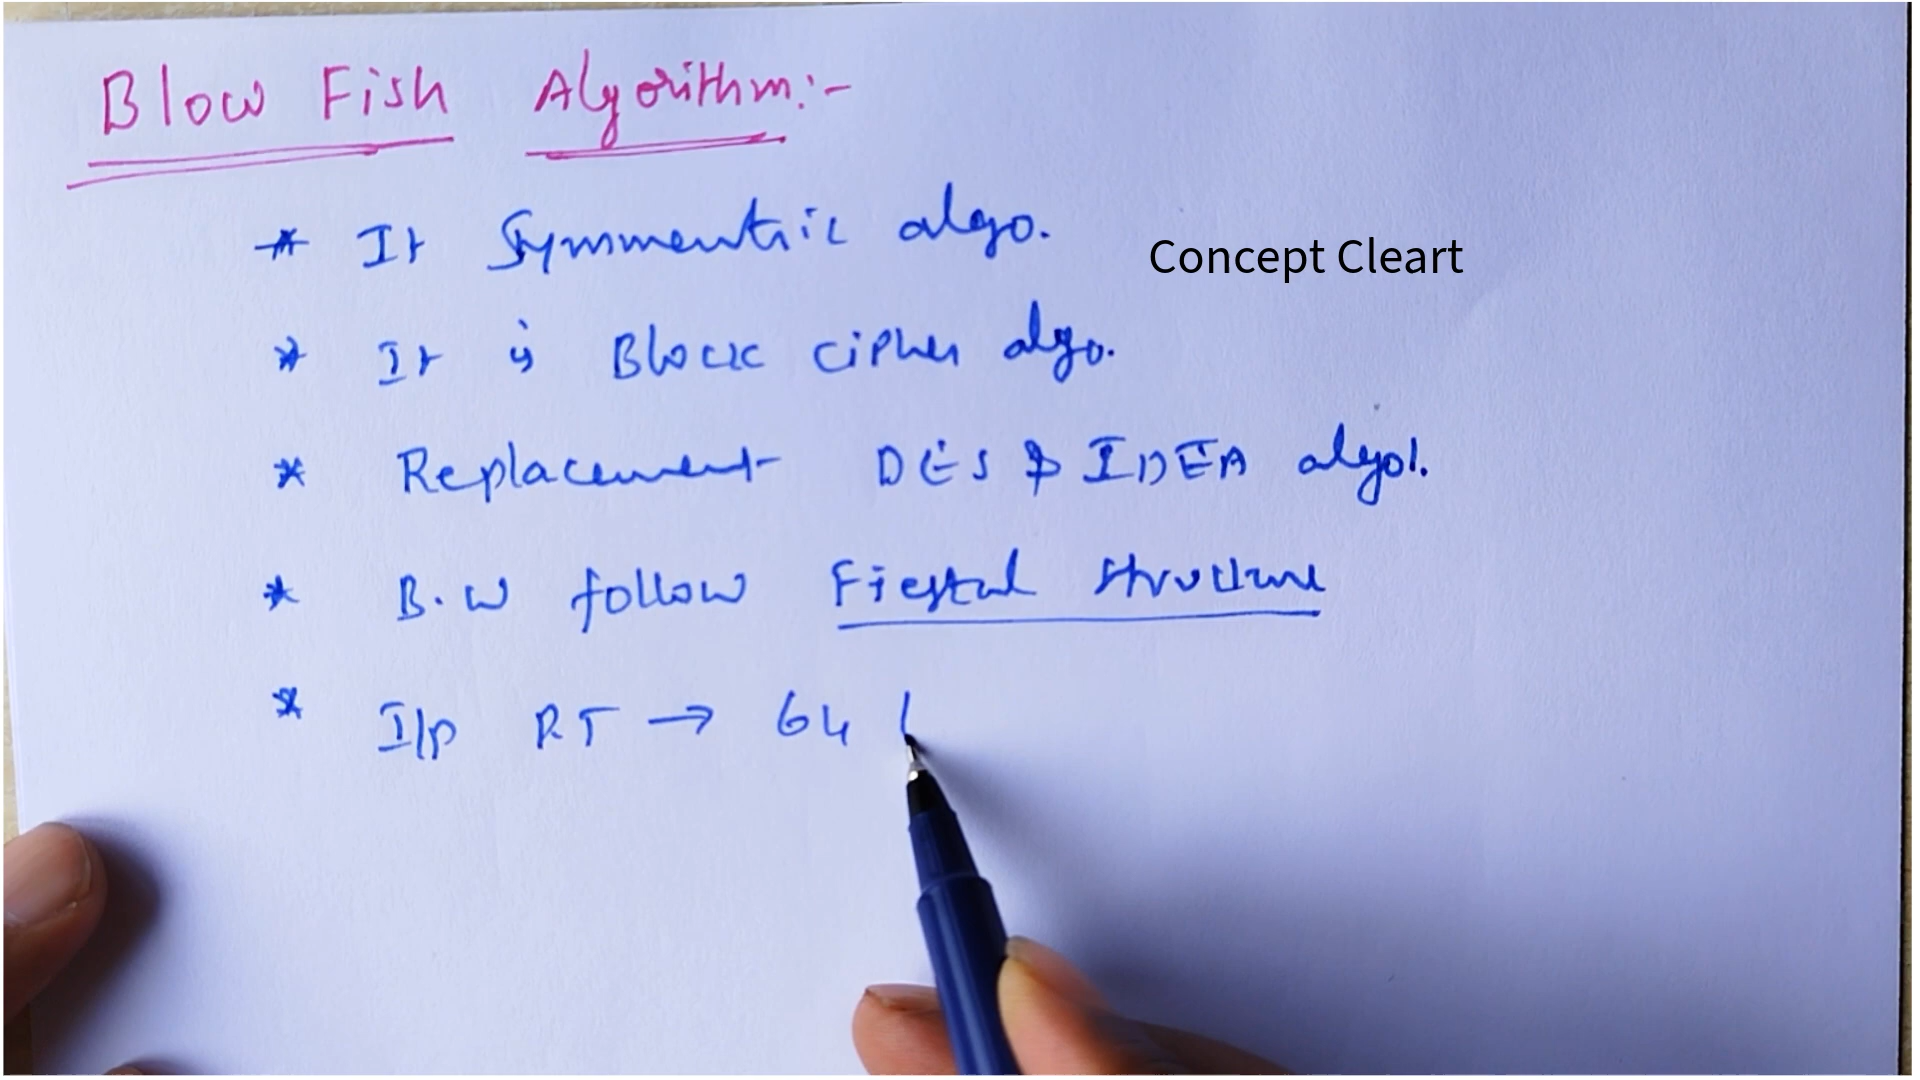 Blow Fish Algorithm:-
* It Symmentric algo.
Concept Cleart
* It is Block cipher algo.
* Replacement DES & IDEA algo.
* B.W follow Fiestal structure
* I/P PT → 64